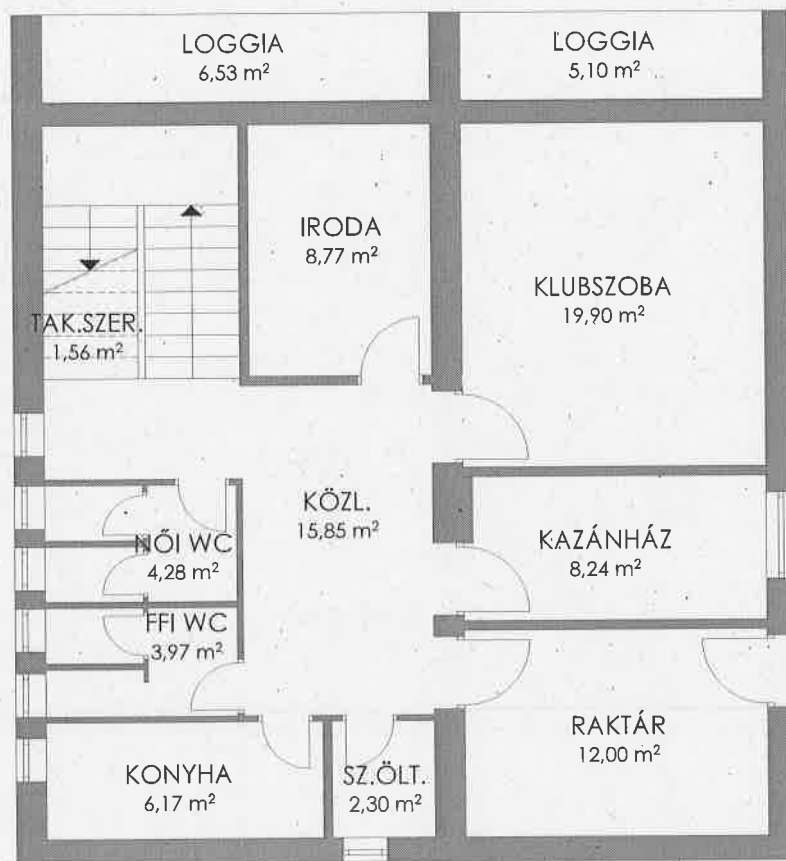 LOGGIA
6,53 m²
LOGGIA
5,10 m²
IRODA
8,77 m²
KLUBSZOBA
19,90 m²
TAK.SZER.
1,56 m²
KÖZL.
15,85 m²
NŐI WC
4,28 m²
KAZÁNHÁZ
8,24 m²
FFI WC
3,97 m²
RAKTÁR
12,00 m²
KONYHA
6,17 m²
SZ.ÖLT.
2,30 m²